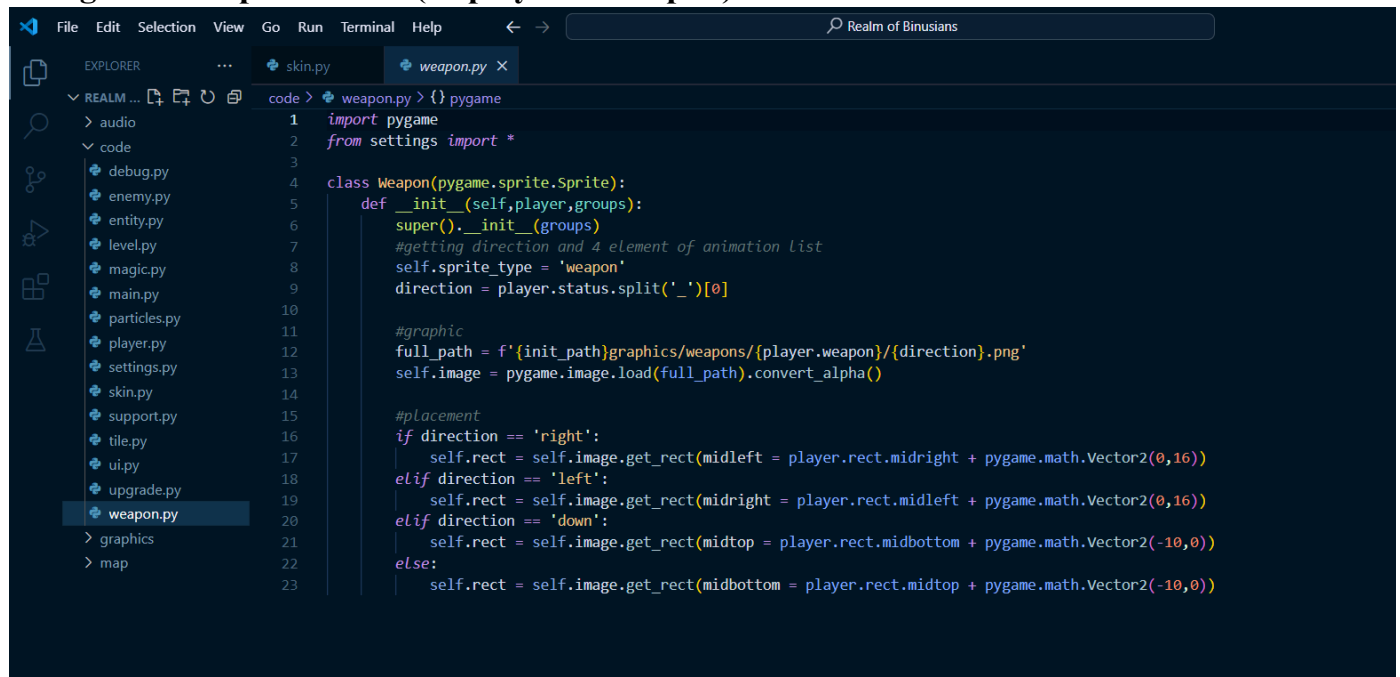 File Edit Selection View Go Run Terminal Help ← → Realm of Binusians
EXPLORER ··· skin.py weapon.py ×
REALM ... code > weapon.py > {} pygame
> audio
code
debug.py
enemy.py
entity.py
level.py
magic.py
main.py
particles.py
player.py
settings.py
skin.py
support.py
tile.py
ui.py
upgrade.py
weapon.py
> graphics
> map
1 import pygame
2 from settings import *
3
4 class Weapon(pygame.sprite.Sprite):
5     def __init__(self,player,groups):
6         super().__init__(groups)
7         #getting direction and 4 element of animation list
8         self.sprite_type = 'weapon'
9         direction = player.status.split('_')[0]
10
11         #graphic
12         full_path = f'{init_path}graphics/weapons/{player.weapon}/{direction}.png'
13         self.image = pygame.image.load(full_path).convert_alpha()
14
15         #placement
16         if direction == 'right':
17             self.rect = self.image.get_rect(midleft = player.rect.midright + pygame.math.Vector2(0,16))
18         elif direction == 'left':
19             self.rect = self.image.get_rect(midright = player.rect.midleft + pygame.math.Vector2(0,16))
20         elif direction == 'down':
21             self.rect = self.image.get_rect(midtop = player.rect.midbottom + pygame.math.Vector2(-10,0))
22         else:
23             self.rect = self.image.get_rect(midbottom = player.rect.midtop + pygame.math.Vector2(-10,0))